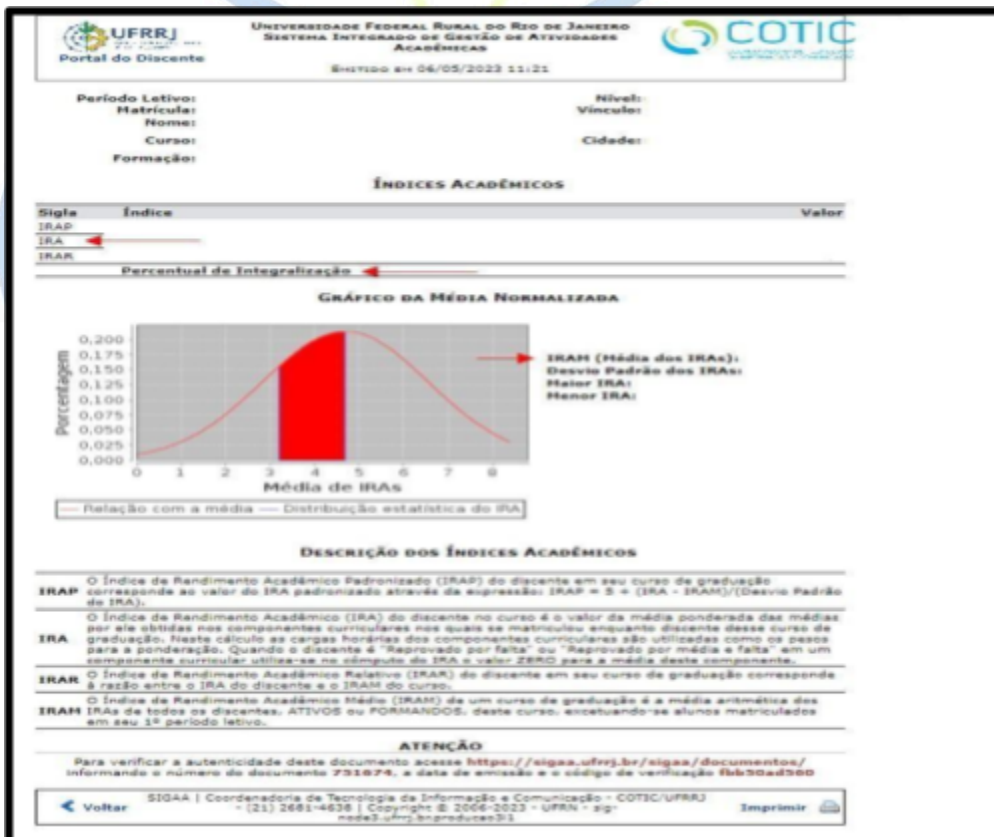 UFRRJ
Portal do Discente
Universidade Federal Rural do Rio de Janeiro
Sistema Integrado de Gestão de Atividades
Acadêmicas
Emitido em 06/05/2023 11:21
COTIC
Período Letivo:
Nível:
Matrícula:
Vínculo:
Nome:
Curso:
Cidade:
Formação:
Índices Acadêmicos
Sigla Índice Valor
IRAP
IRA
IRAR
Percentual de Integralização
Gráfico da Média Normalizada
Porcentagem
0,200
0,175
0,150
0,125
0,100
0,075
0,050
0,025
0,000
0 1 2 3 4 5 6 7 8
Média de IRAs
Relação com a média Distribuição estatística do IRA
IRAM (Média dos IRAs):
Desvio Padrão dos IRAs:
Maior IRA:
Menor IRA:
Descrição dos Índices Acadêmicos
IRAP
O Índice de Rendimento Acadêmico Padronizado (IRAP) do discente em seu curso de graduação
corresponde ao valor do IRA padronizado através da expressão: IRAP = 5 + (IRA - IRAM)/(Desvio Padrão
do IRA).
IRA
O Índice de Rendimento Acadêmico (IRA) do discente no curso é o valor da média ponderada das médias
por ele obtidas nos componentes curriculares nos quais se matriculou enquanto discente desse curso de
graduação. Neste cálculo as cargas horárias dos componentes curriculares são utilizadas como os pesos
para a ponderação. Quando o discente é "Reprovado por falta" ou "Reprovado por média e falta" em um
componente curricular utiliza-se no cômputo do IRA o valor ZERO para a média deste componente.
IRAR
O Índice de Rendimento Acadêmico Relativo (IRAR) do discente em seu curso de graduação corresponde
à razão entre o IRA do discente e o IRAM do curso.
IRAM
O Índice de Rendimento Acadêmico Médio (IRAM) de um curso de graduação é a média aritmética dos
IRAs de todos os discentes, ATIVOS ou FORMANDOS, deste curso, excetuando-se alunos matriculados
em seu 1º período letivo.
ATENÇÃO
Para verificar a autenticidade deste documento acesse https://sigaa.ufrrj.br/sigaa/documentos/
informando o número do documento 751674, a data de emissão e o código de verificação fbb50ad560
Voltar
SIGAA | Coordenadoria de Tecnologia da Informação e Comunicação - COTIC/UFRRJ
- (21) 2681-4638 | Copyright © 2006-2023 - UFRN - sig-
node3.ufrrj.br.producao3i1
Imprimir